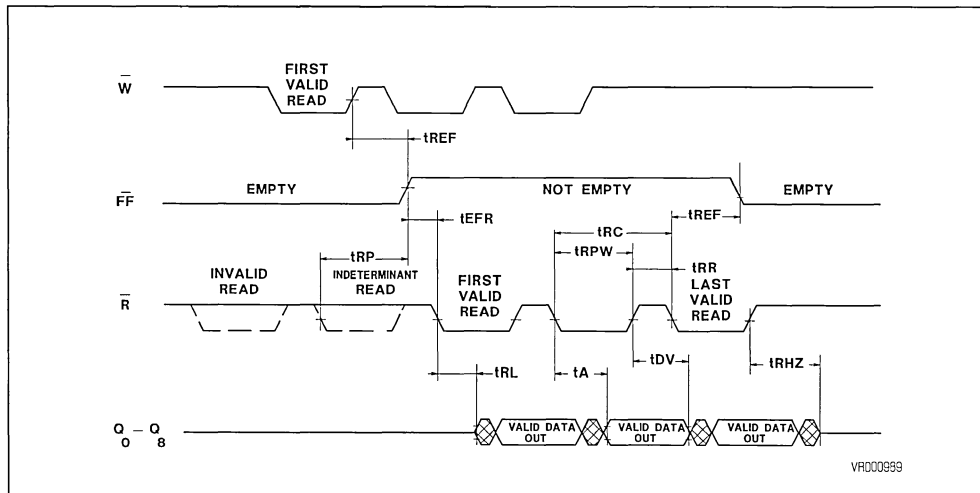 W
FIRST
VALID
READ
tREF
FF
EMPTY
NOT EMPTY
EMPTY
tEFR
tREF
tRC
tRP
tRPW
tRR
INVALID
READ
INDETERMINANT
READ
FIRST
VALID
READ
LAST
VALID
READ
R
tRL
tA
tDV
tRHZ
Q0 – Q8
VALID DATA
OUT
VALID DATA
OUT
VALID DATA
OUT
VR000989